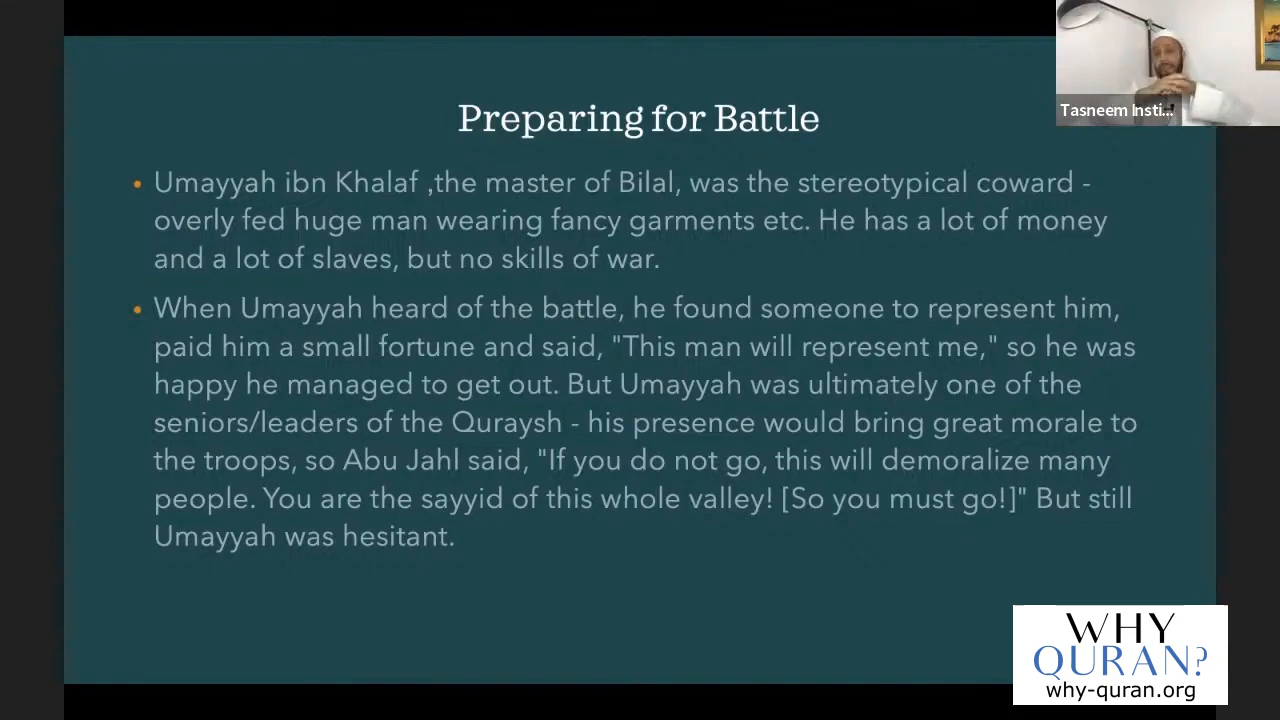 Preparing for Battle
Tasneem Insti...
• Umayyah ibn Khalaf ,the master of Bilal, was the stereotypical coward -
overly fed huge man wearing fancy garments etc. He has a lot of money
and a lot of slaves, but no skills of war.
• When Umayyah heard of the battle, he found someone to represent him,
paid him a small fortune and said, "This man will represent me," so he was
happy he managed to get out. But Umayyah was ultimately one of the
seniors/leaders of the Quraysh - his presence would bring great morale to
the troops, so Abu Jahl said, "If you do not go, this will demoralize many
people. You are the sayyid of this whole valley! [So you must go!]" But still
Umayyah was hesitant.
WHY
QURAN?
why-quran.org